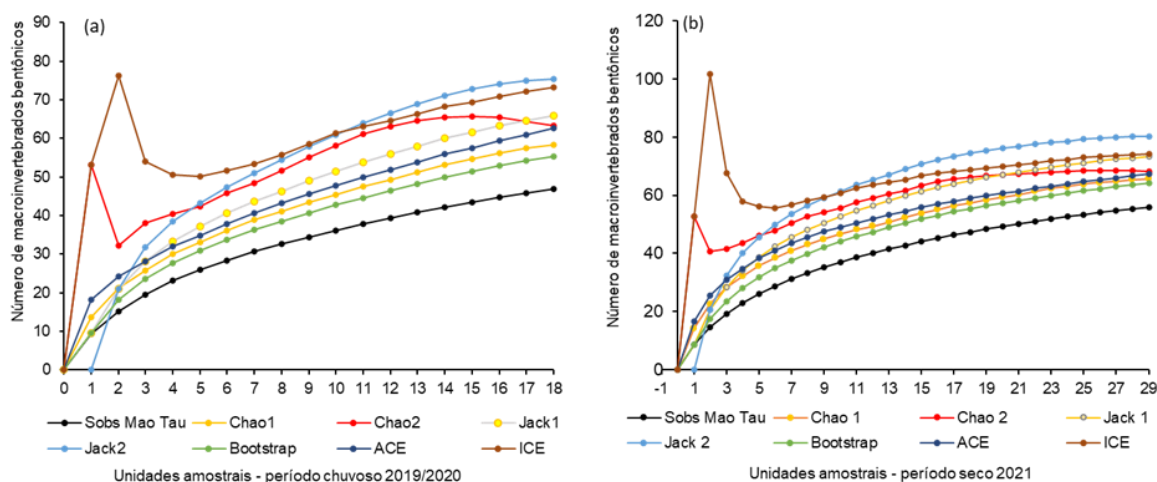 (a)
Número de macroinvertebrados bentônicos
90
80
70
60
50
40
30
20
10
0
0 1 2 3 4 5 6 7 8 9 10 11 12 13 14 15 16 17 18
Sobs Mao Tau Chao1 Chao2 Jack 1
Jack2 Bootstrap ACE ICE
Unidades amostrais - período chuvoso 2019/2020
(b)
Número de macroinvertebrados bentônicos
120
100
80
60
40
20
0
-1 1 3 5 7 9 11 13 15 17 19 21 23 25 27 29
Sobs Mao Tau Chao 1 Chao 2 Jack 1
Jack 2 Bootstrap ACE ICE
Unidades amostrais - período seco 2021